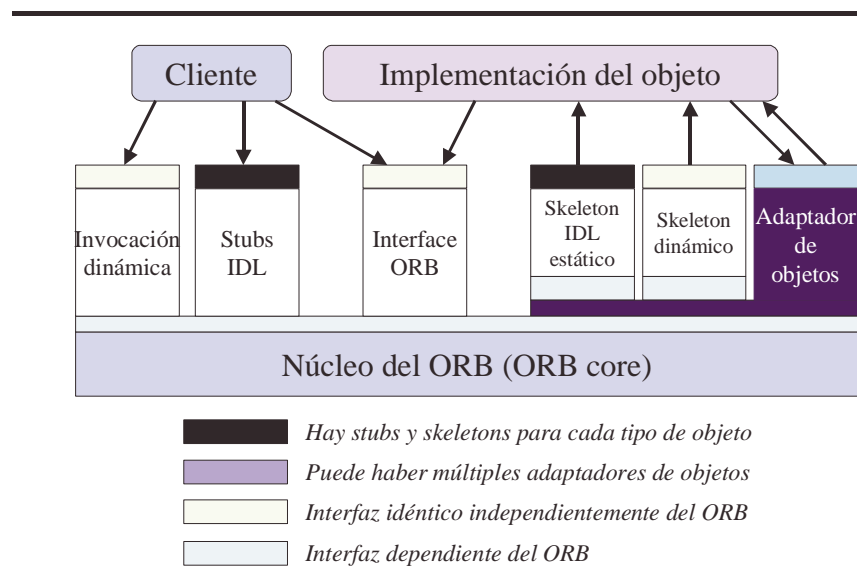 Cliente
Implementación del objeto
Invocación
dinámica
Stubs
IDL
Interface
ORB
Skeleton
IDL
estático
Skeleton
dinámico
Adaptador
de
objetos
Núcleo del ORB (ORB core)
Hay stubs y skeletons para cada tipo de objeto
Puede haber múltiples adaptadores de objetos
Interfaz idéntico independientemente del ORB
Interfaz dependiente del ORB